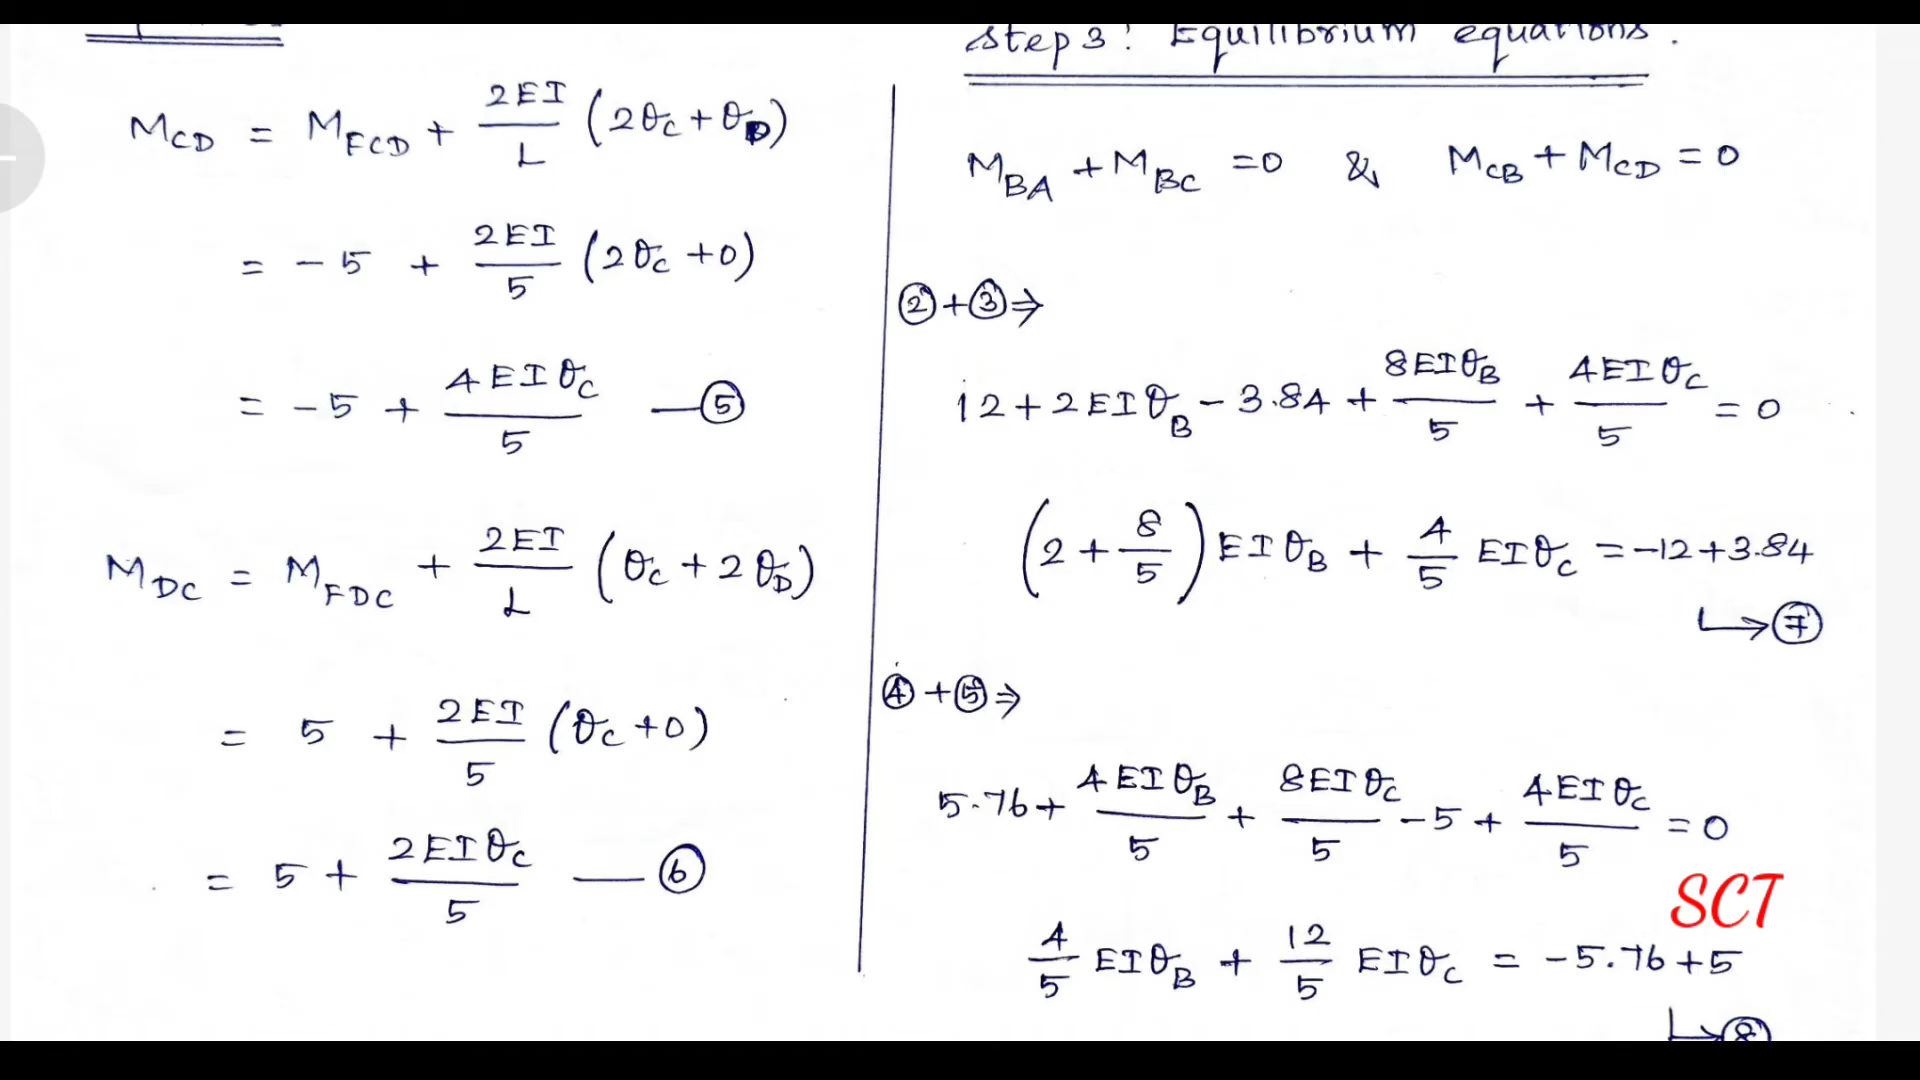 M_CD = M_FCD + 2EI/L (2θ_C + θ_D)
= -5 + 2EI/5 (2θ_C + 0)
= -5 + 4EIθ_C/5 — ⑤
M_DC = M_FDC + 2EI/L (θ_C + 2θ_D)
= 5 + 2EI/5 (θ_C + 0)
= 5 + 2EIθ_C/5 — ⑥
Step 3: Equilibrium equations.
M_BA + M_BC = 0 & M_CB + M_CD = 0
② + ③ ⇒
12 + 2EIθ_B - 3.84 + 8EIθ_B/5 + 4EIθ_C/5 = 0
(2 + 8/5) EIθ_B + 4/5 EIθ_C = -12 + 3.84
↳ ⑦
④ + ⑤ ⇒
5.76 + 4EIθ_B/5 + 8EIθ_C/5 - 5 + 4EIθ_C/5 = 0
SCT
4/5 EIθ_B + 12/5 EIθ_C = -5.76 + 5
↳ ⑧